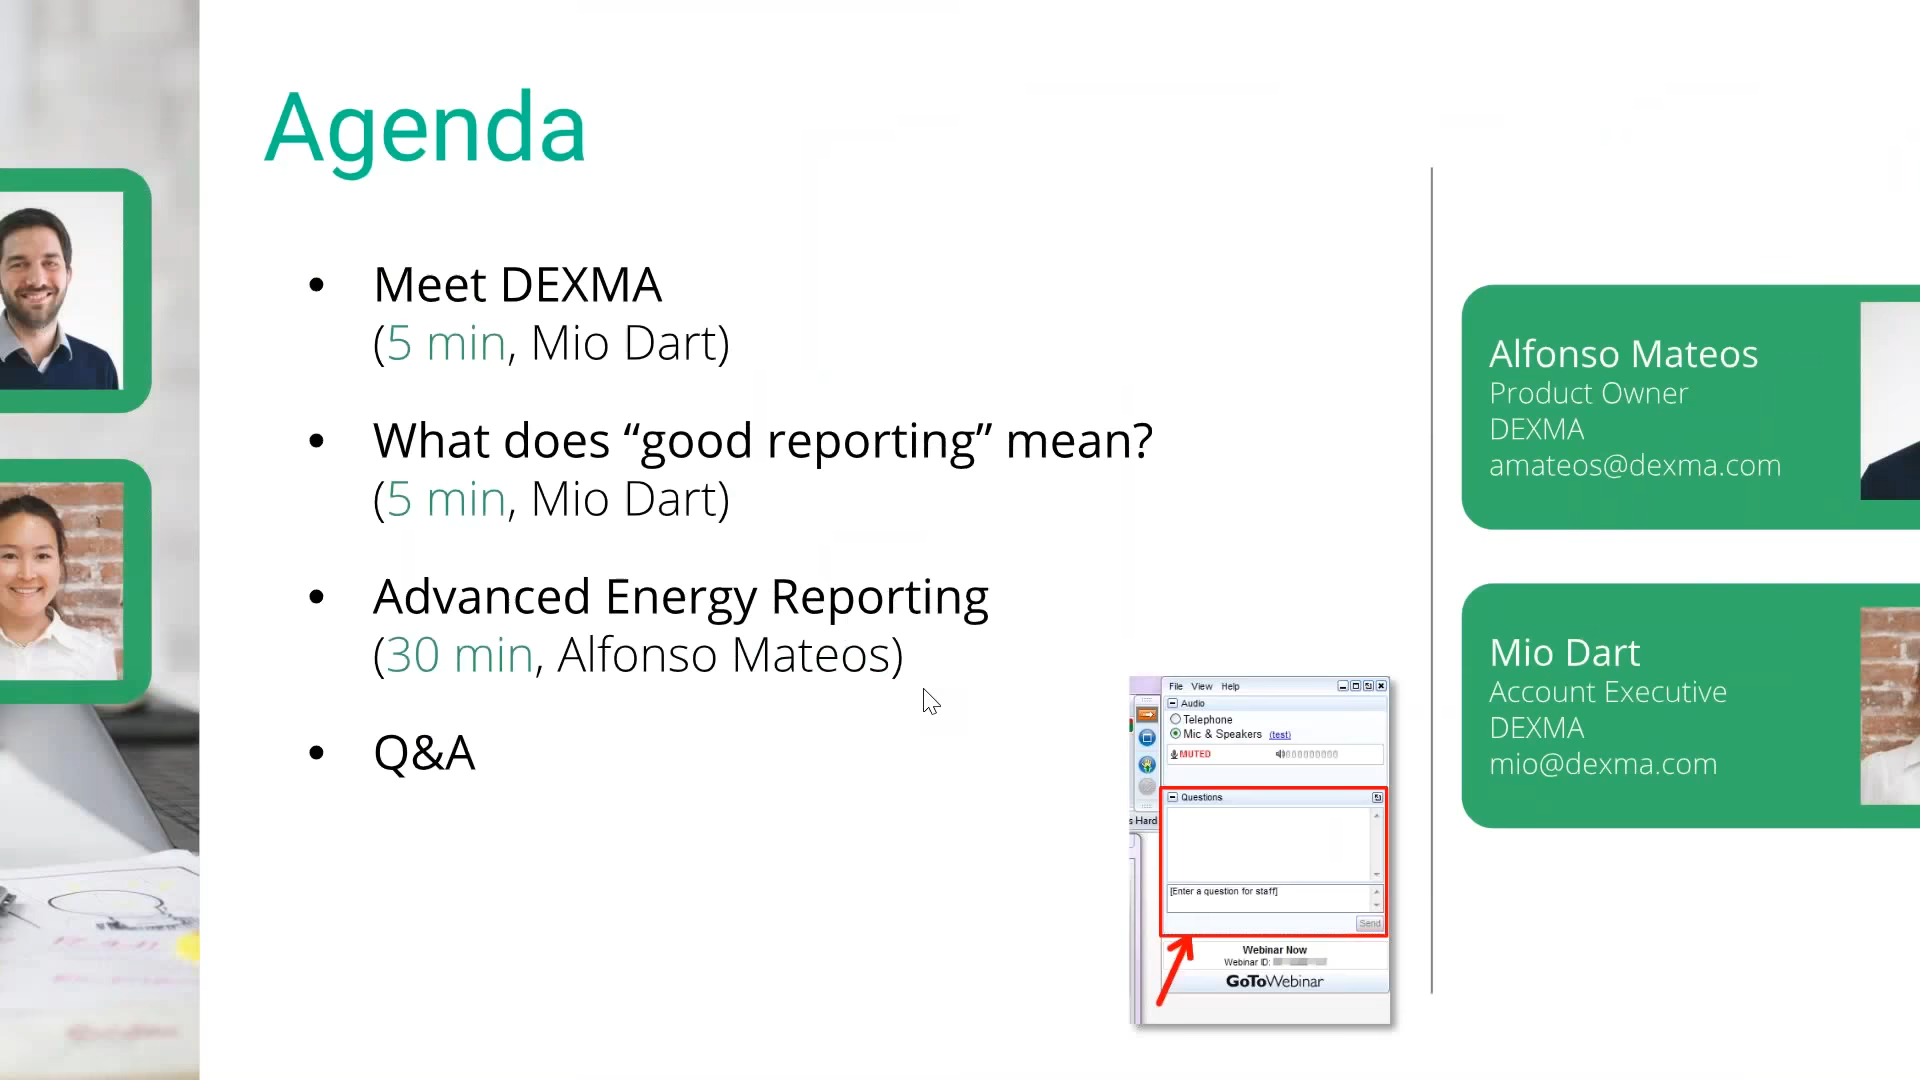 Agenda
• Meet DEXMA
(5 min, Mio Dart)
• What does “good reporting” mean?
(5 min, Mio Dart)
• Advanced Energy Reporting
(30 min, Alfonso Mateos)
• Q&A
File View Help
Audio
Telephone
Mic & Speakers (test)
MUTED
Questions
s Hard
[Enter a question for staff]
Send
Webinar Now
Webinar ID:
GoToWebinar
Alfonso Mateos
Product Owner
DEXMA
amateos@dexma.com
Mio Dart
Account Executive
DEXMA
mio@dexma.com